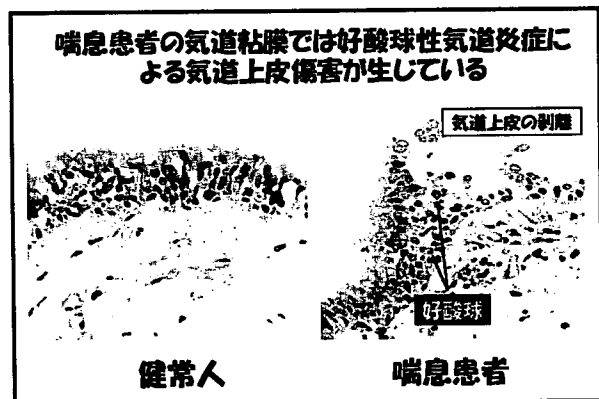 喘息患者の気道粘膜では好酸球性気道炎症に
よる気道上皮傷害が生じている
気道上皮の剥離
好酸球
健常人
喘息患者